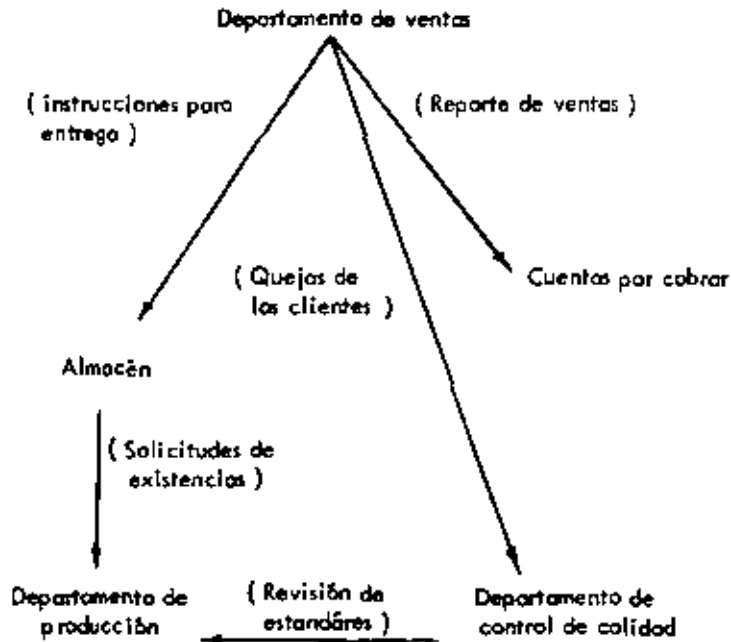 Departamento de ventas
( instrucciones para
entrega )
( Reporte de ventas )
( Quejas de
los clientes )
Cuentas por cobrar
Almacén
( Solicitudes de
existencias )
Departamento de
producción
( Revisión de
estandáres )
Departamento de
control de calidad